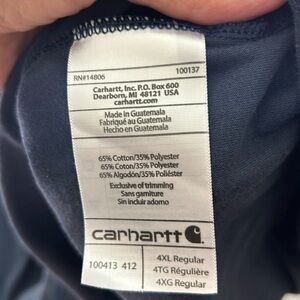 RN#14806 100137
Carhartt, Inc. P.O. Box 600
Dearborn, MI 48121 USA
carhartt.com
Made in Guatemala
Fabriqué au Guatemala
Hecho en Guatemala
65% Cotton/35% Polyester
65% Coton/35% Polyester
65% Algodón/35% Poliéster
Exclusive of trimming
Sans garniture
Sin incluir adorno
carhartt
100413 412
4XL Regular
4TG Régulière
4XG Regular